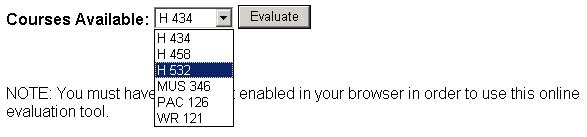 Courses Available: H 434 Evaluate
H 434
H 458
H 532
MUS 346
PAC 126
WR 121
NOTE: You must have t enabled in your browser in order to use this online
evaluation tool.